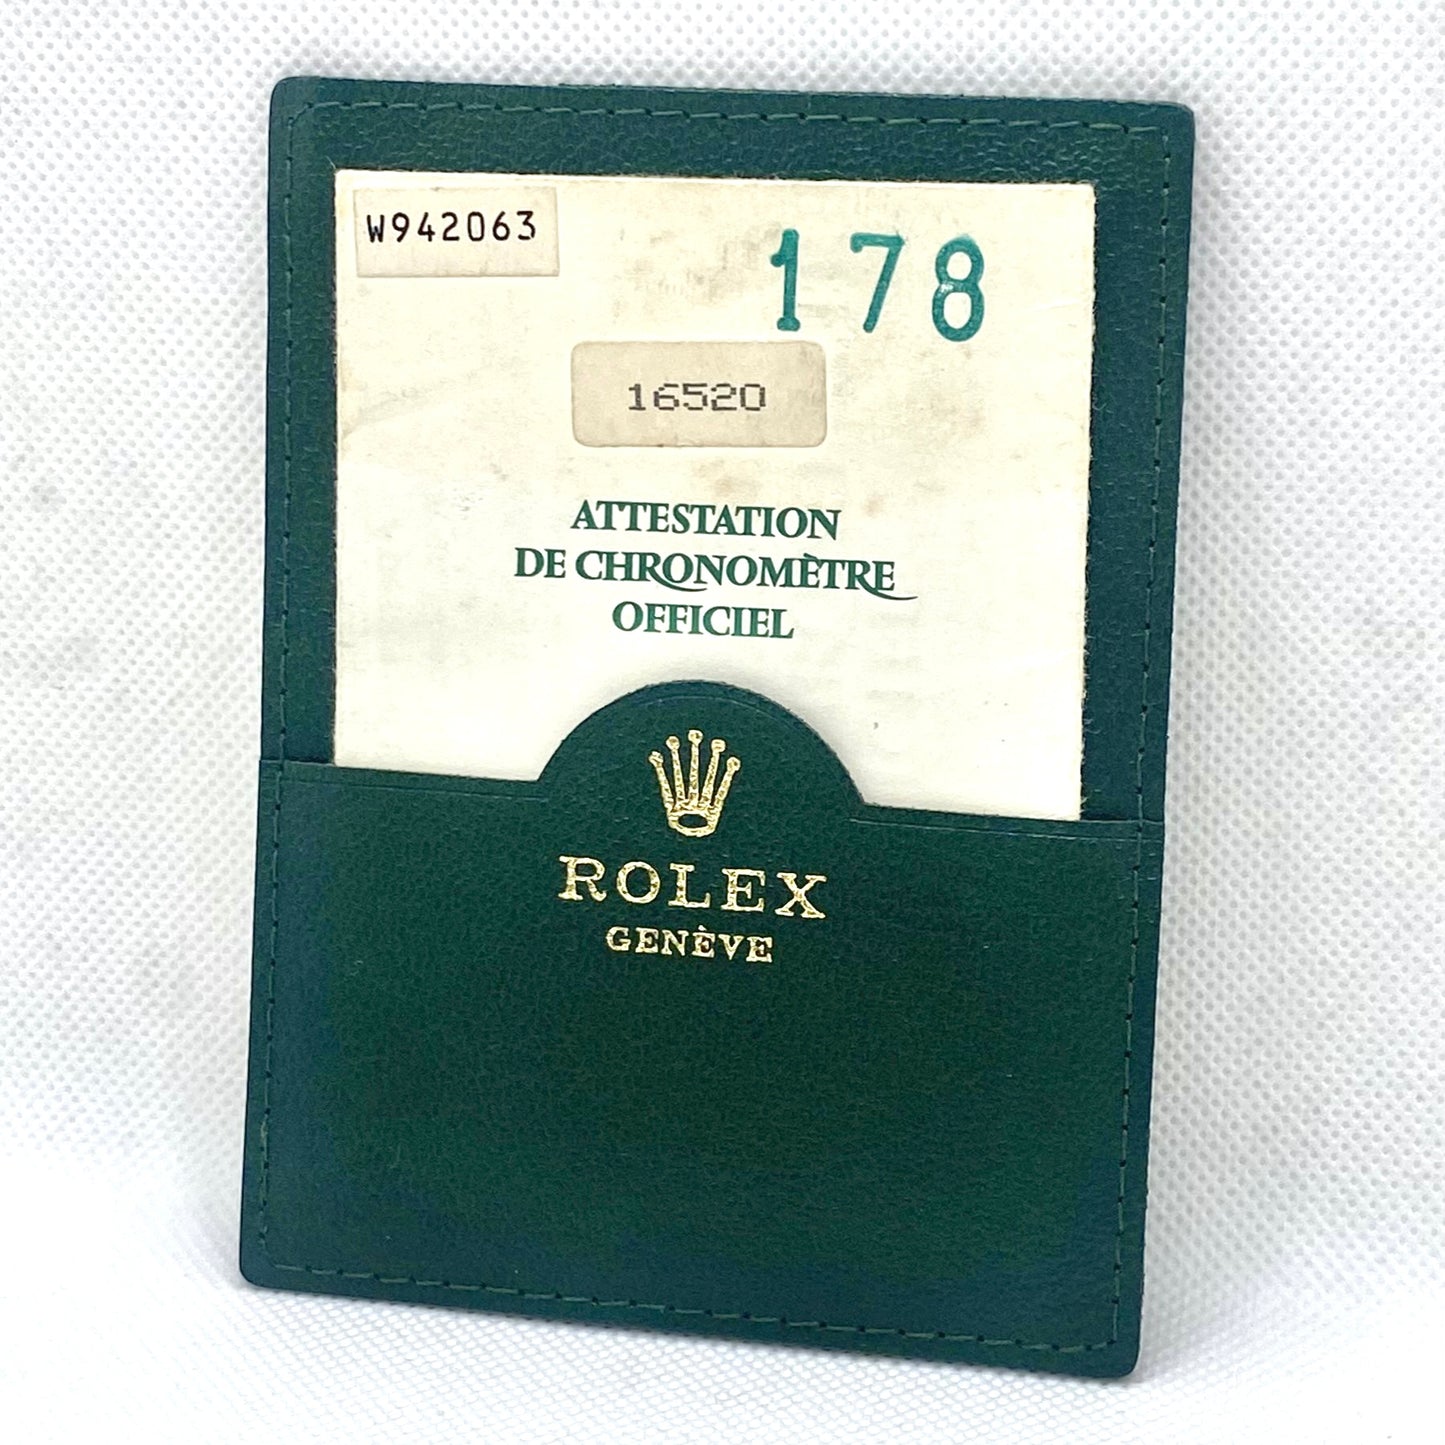 W942063
178
16520
ATTESTATION
DE CHRONOMÈTRE
OFFICIEL
ROLEX
GENÈVE